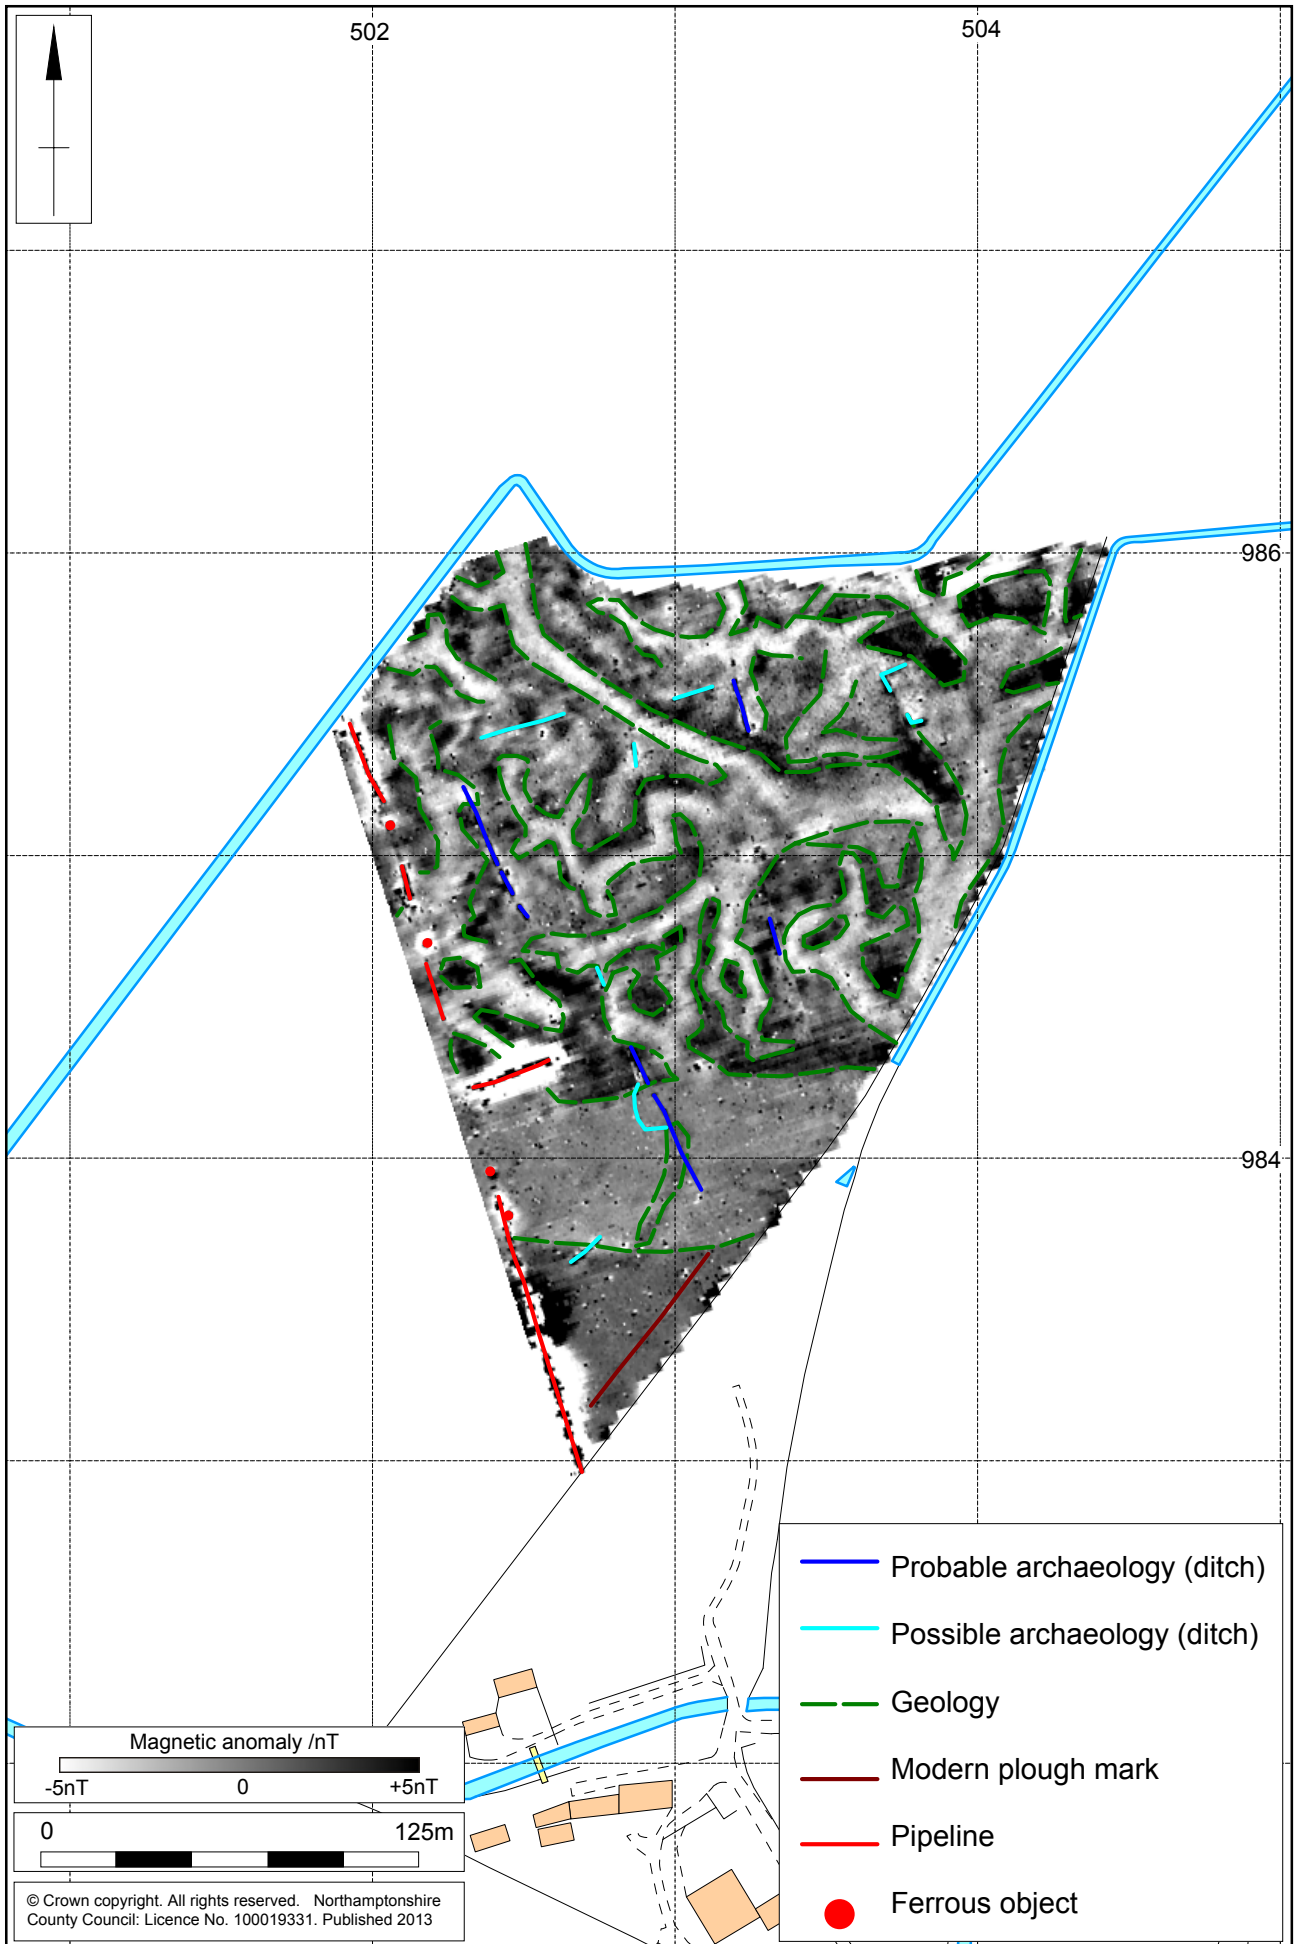 502
504
986
984
Probable archaeology (ditch)
Possible archaeology (ditch)
Geology
Modern plough mark
Pipeline
Ferrous object
Magnetic anomaly /nT
-5nT 0 +5nT
0 125m
© Crown copyright. All rights reserved. Northamptonshire
County Council: Licence No. 100019331. Published 2013